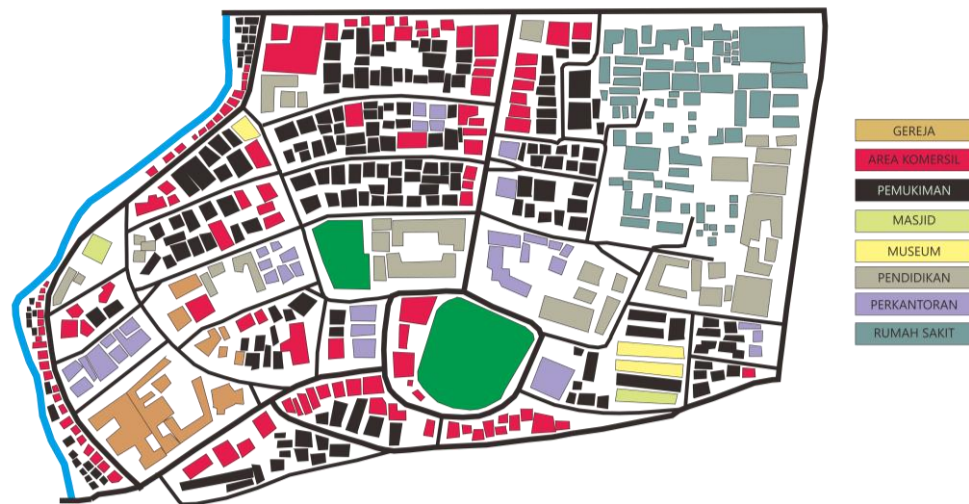 GEREJA
AREA KOMERSIL
PEMUKIMAN
MASJID
MUSEUM
PENDIDIKAN
PERKANTORAN
RUMAH SAKIT